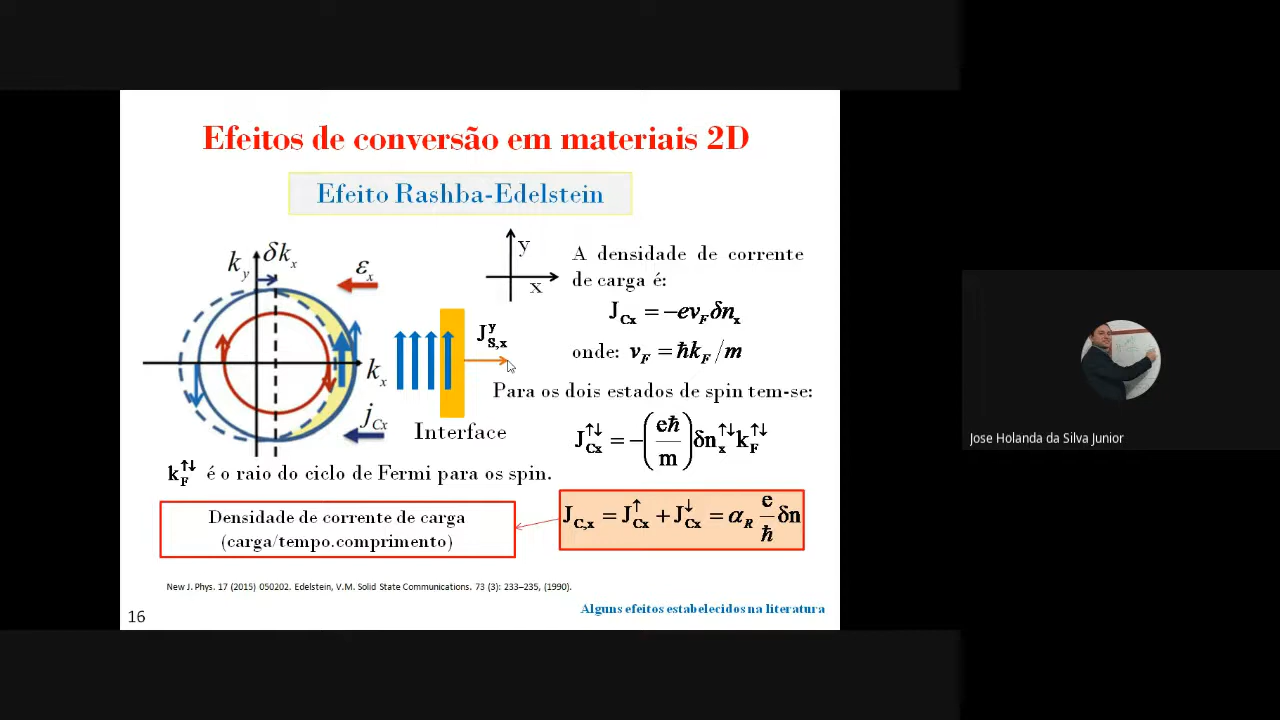 Efeitos de conversão em materiais 2D
Efeito Rashba-Edelstein
k_y
δk_x
ε_x
k_x
j_Cx
y
x
J^y_S,x
Interface
A densidade de corrente
de carga é:
J_Cx = −ev_F δn_x
onde: v_F = ħk_F/m
Para os dois estados de spin tem-se:
J^↑↓_Cx = −(eħ/m)δn^↑↓_x k^↑↓_F
k^↑↓_F é o raio do ciclo de Fermi para os spin.
J_C,x = J^↑_Cx + J^↓_Cx = α_R e/ħ δn
Densidade de corrente de carga
(carga/tempo.comprimento)
New J. Phys. 17 (2015) 050202. Edelstein, V.M. Solid State Communications. 73 (3): 233–235, (1990).
Alguns efeitos estabelecidos na literatura
16
Jose Holanda da Silva Junior